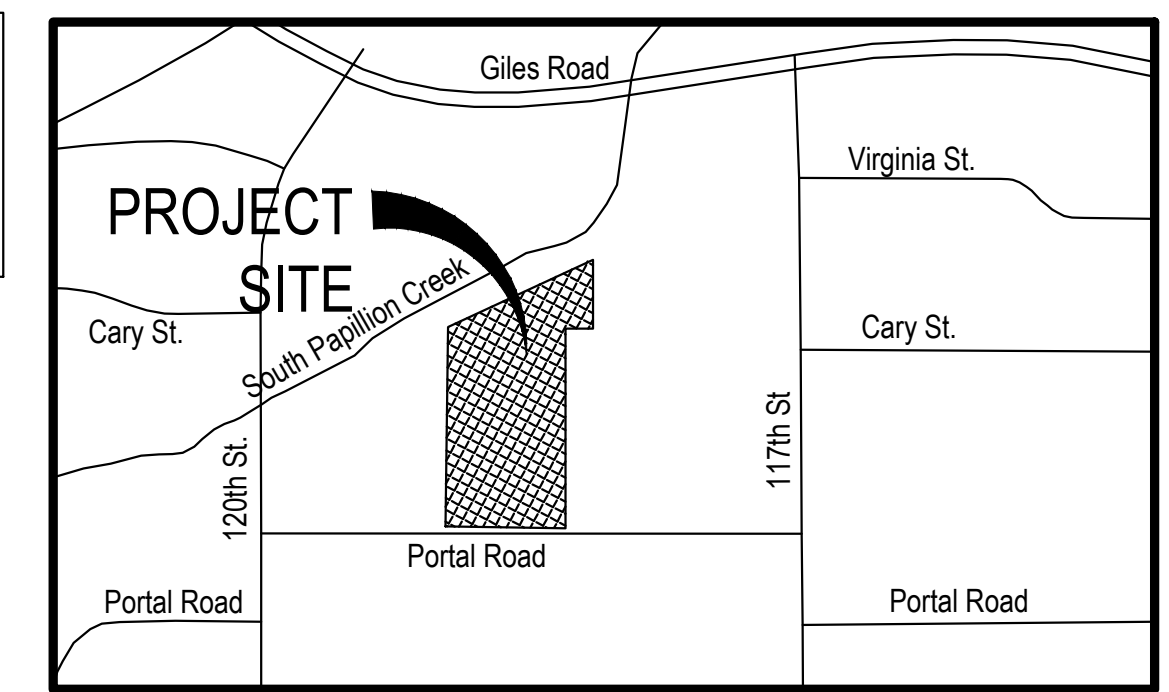 Giles Road
Virginia St.
PROJECT
SITE
South Papillion Creek
Cary St.
Cary St.
120th St.
117th St
Portal Road
Portal Road
Portal Road